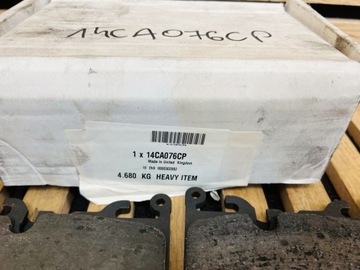 14CA076CP
1 x 14CA076CP
Made in United Kingdom
4.680 KG HEAVY ITEM